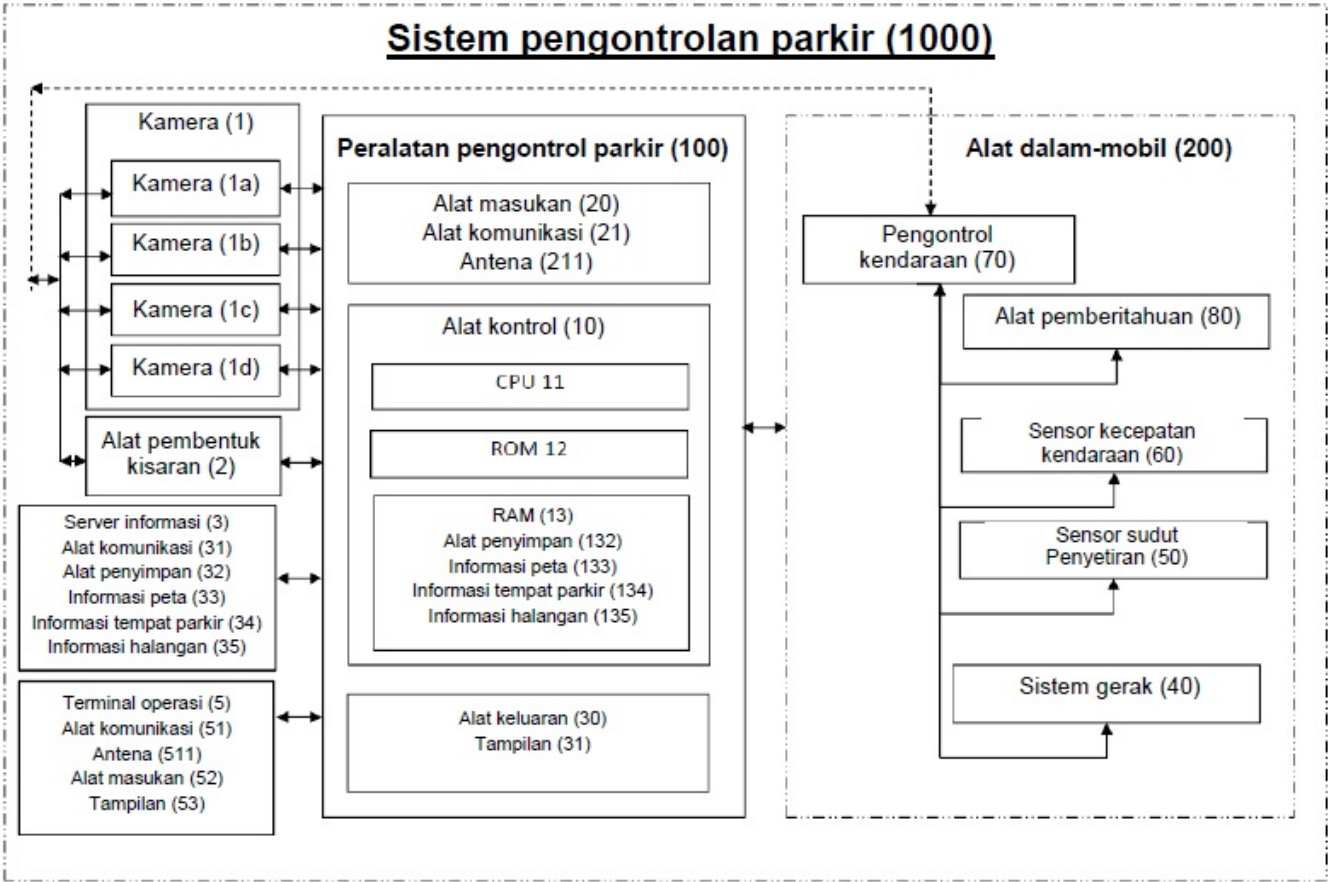 Sistem pengontrolan parkir (1000)
Kamera (1)
Kamera (1a)
Kamera (1b)
Kamera (1c)
Kamera (1d)
Alat pembentuk
kisaran (2)
Server informasi (3)
Alat komunikasi (31)
Alat penyimpan (32)
Informasi peta (33)
Informasi tempat parkir (34)
Informasi halangan (35)
Terminal operasi (5)
Alat komunikasi (51)
Antena (511)
Alat masukan (52)
Tampilan (53)
Peralatan pengontrol parkir (100)
Alat masukan (20)
Alat komunikasi (21)
Antena (211)
Alat kontrol (10)
CPU 11
ROM 12
RAM (13)
Alat penyimpan (132)
Informasi peta (133)
Informasi tempat parkir (134)
Informasi halangan (135)
Alat keluaran (30)
Tampilan (31)
Alat dalam-mobil (200)
Pengontrol
kendaraan (70)
Alat pemberitahuan (80)
Sensor kecepatan
kendaraan (60)
Sensor sudut
Penyetiran (50)
Sistem gerak (40)